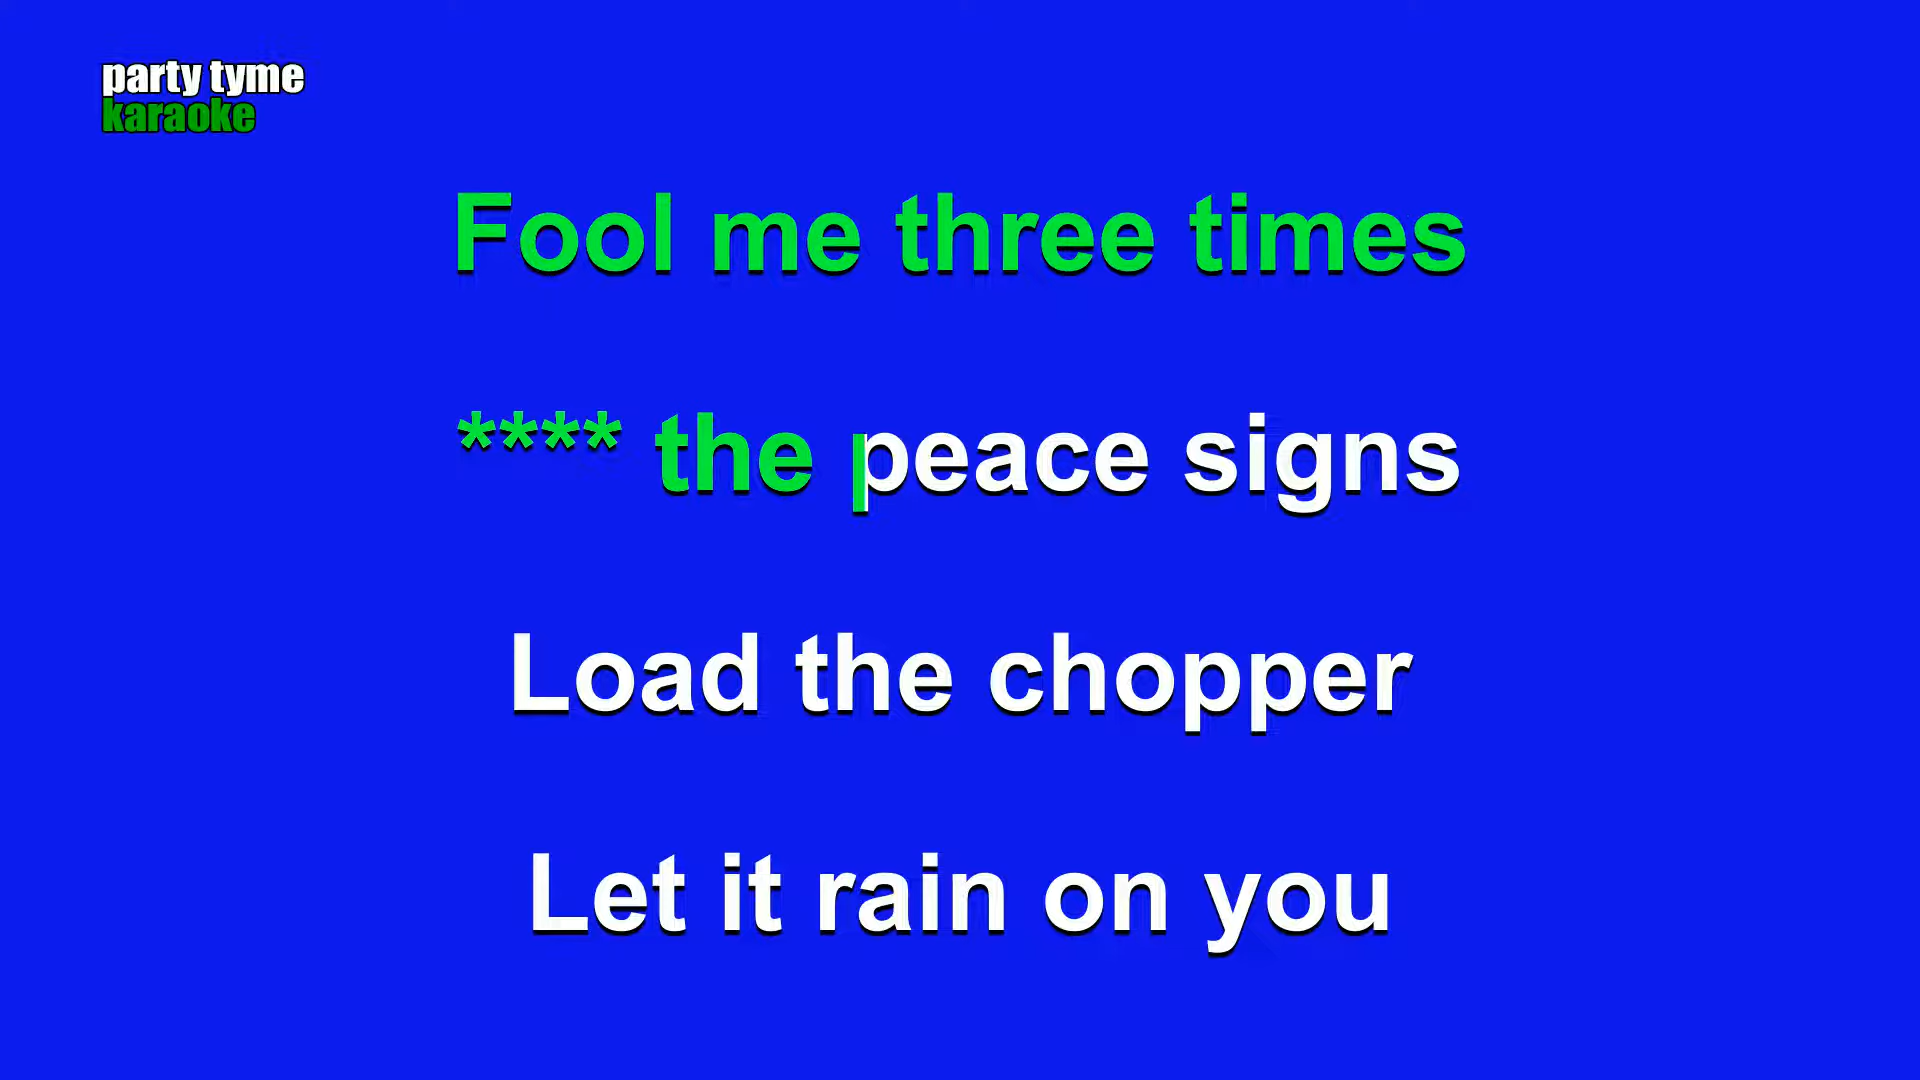 party tyme
karaoke
Fool me three times
**** the peace signs
Load the chopper
Let it rain on you